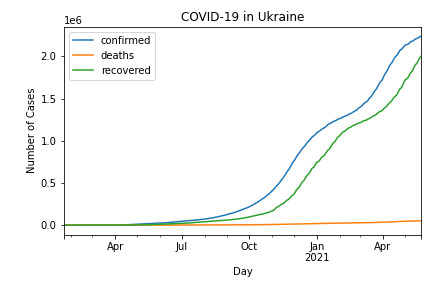 COVID-19 in Ukraine
1e6
confirmed
deaths
recovered
Number of Cases
2.0
1.5
1.0
0.5
0.0
Apr Jul Oct Jan Apr
2021
Day